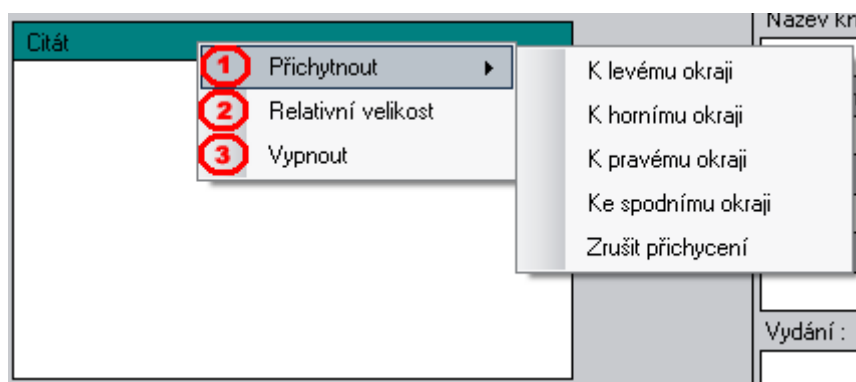 Citát
1 Přichytnout
2 Relativní velikost
3 Vypnout
K levému okraji
K hornímu okraji
K pravému okraji
Ke spodnímu okraji
Zrušit přichycení
Název
Vydání :